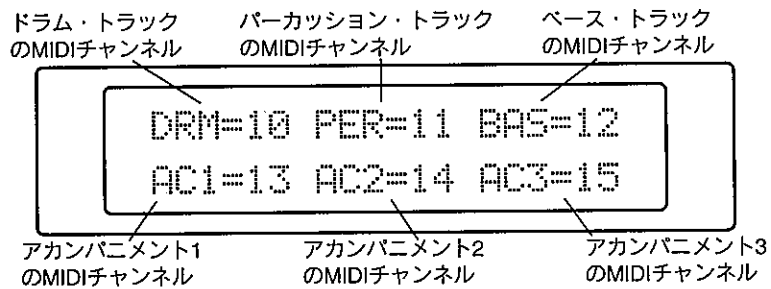 ドラム・トラック
のMIDIチャンネル
パーカッション・トラック
のMIDIチャンネル
ベース・トラック
のMIDIチャンネル
DRM=10 PER=11 BAS=12
AC1=13 AC2=14 AC3=15
アカンパニメント1
のMIDIチャンネル
アカンパニメント2
のMIDIチャンネル
アカンパニメント3
のMIDIチャンネル